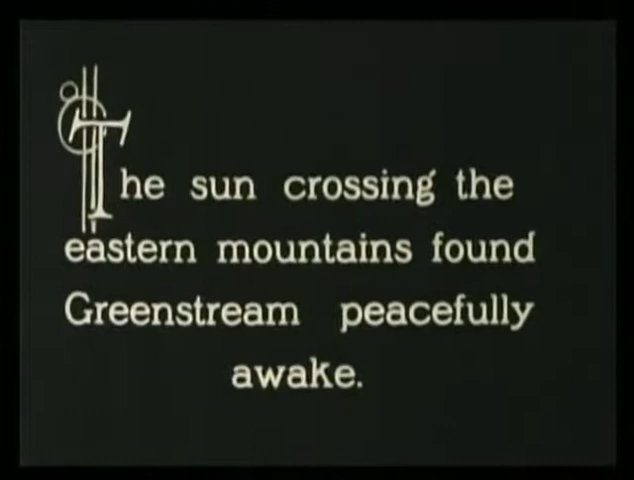 The sun crossing the
eastern mountains found
Greenstream peacefully
awake.